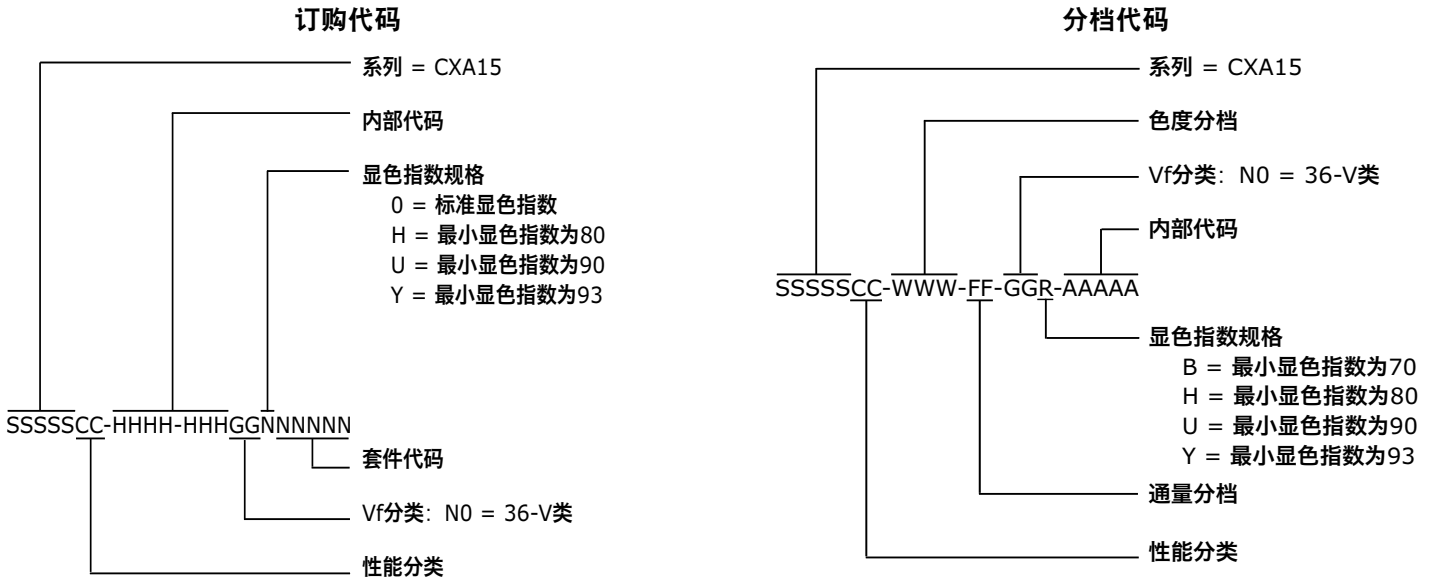 订购代码
系列 = CXA15
内部代码
显色指数规格
0 = 标准显色指数
H = 最小显色指数为80
U = 最小显色指数为90
Y = 最小显色指数为93
SSSSSCC-HHHH-HHHGGNNNNNN
套件代码
Vf分类: N0 = 36-V类
性能分类
分档代码
系列 = CXA15
色度分档
Vf分类: N0 = 36-V类
内部代码
SSSSSCC-WWW-FF-GGR-AAAAA
显色指数规格
B = 最小显色指数为70
H = 最小显色指数为80
U = 最小显色指数为90
Y = 最小显色指数为93
通量分档
性能分类